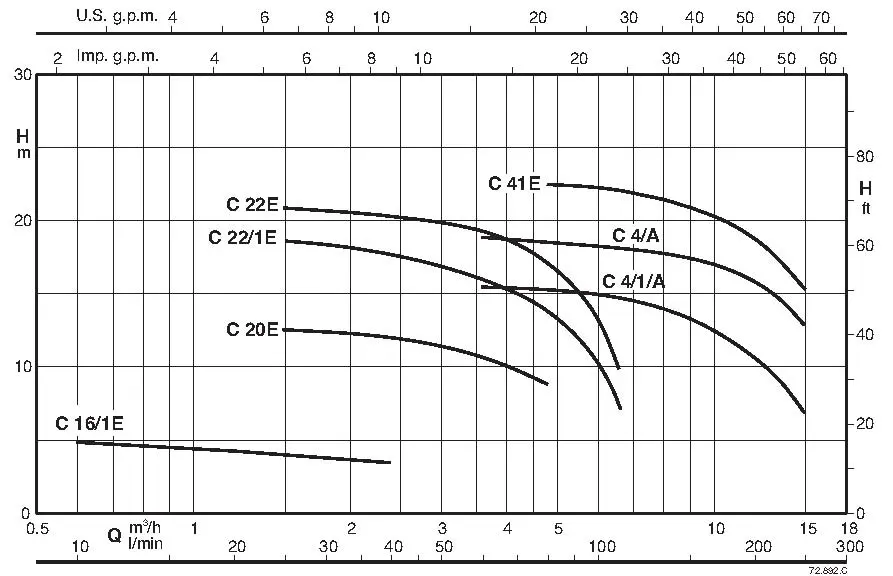 U.S. g.p.m. 4 6 8 10 20 30 40 50 60 70
2 Imp. g.p.m. 4 6 8 10 20 30 40 50 60
30
H
m
80
C 41E
H
ft
C 22E
20
C 22/1E
C 4/A
60
C 4/1/A
C 20E
40
10
C 16/1E
20
0 0
0.5 Q m³/h 1 2 3 4 5 10 15 18
10 l/min 20 30 40 50 100 200 300
72.892.C